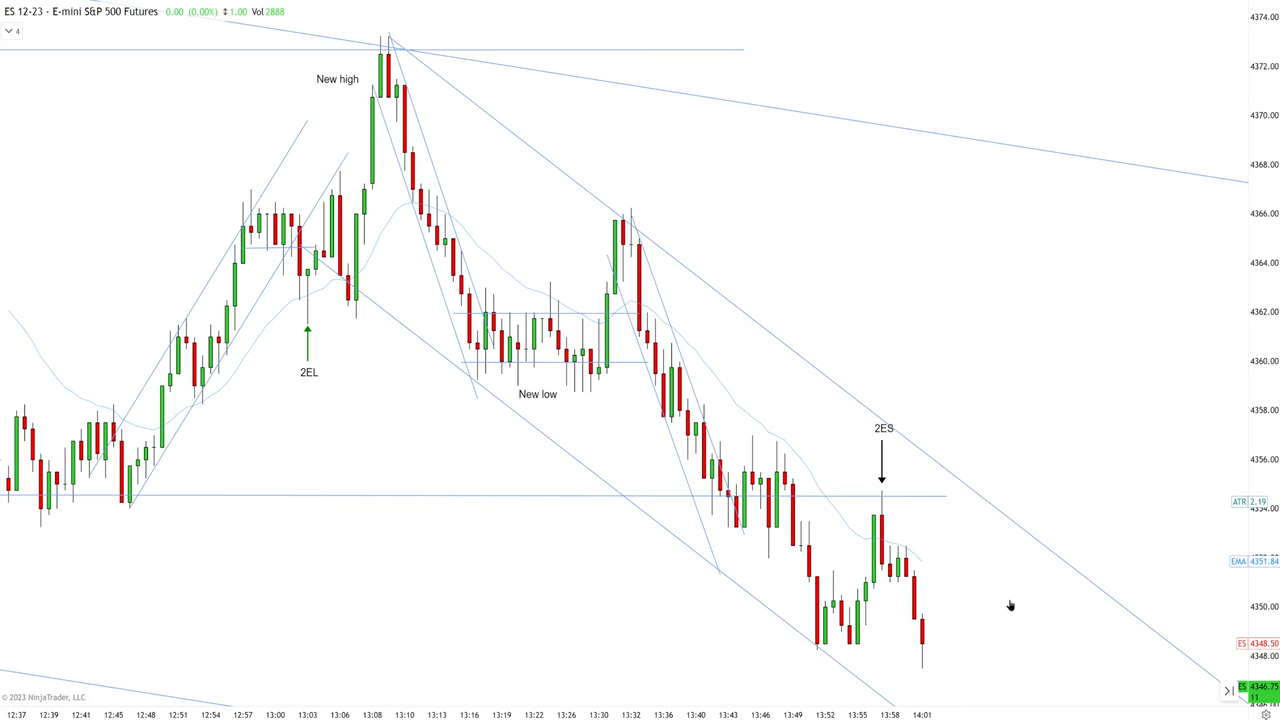 ES 12-23 · E-mini S&P 500 Futures 0.00 (0.00%) ↕1.00 Vol 2888
4
New high
2EL
New low
2ES
4374.00
4372.00
4370.00
4368.00
4366.00
4364.00
4362.00
4360.00
4358.00
4356.00
ATR 2.19
EMA 4351.84
4350.00
ES 4348.50
4348.00
ES 4346.75
11
© 2023 NinjaTrader, LLC
12:37 12:39 12:41 12:45 12:48 12:51 12:54 12:57 13:00 13:03 13:06 13:08 13:10 13:13 13:16 13:19 13:22 13:26 13:30 13:32 13:36 13:40 13:43 13:46 13:49 13:52 13:55 13:58 14:01